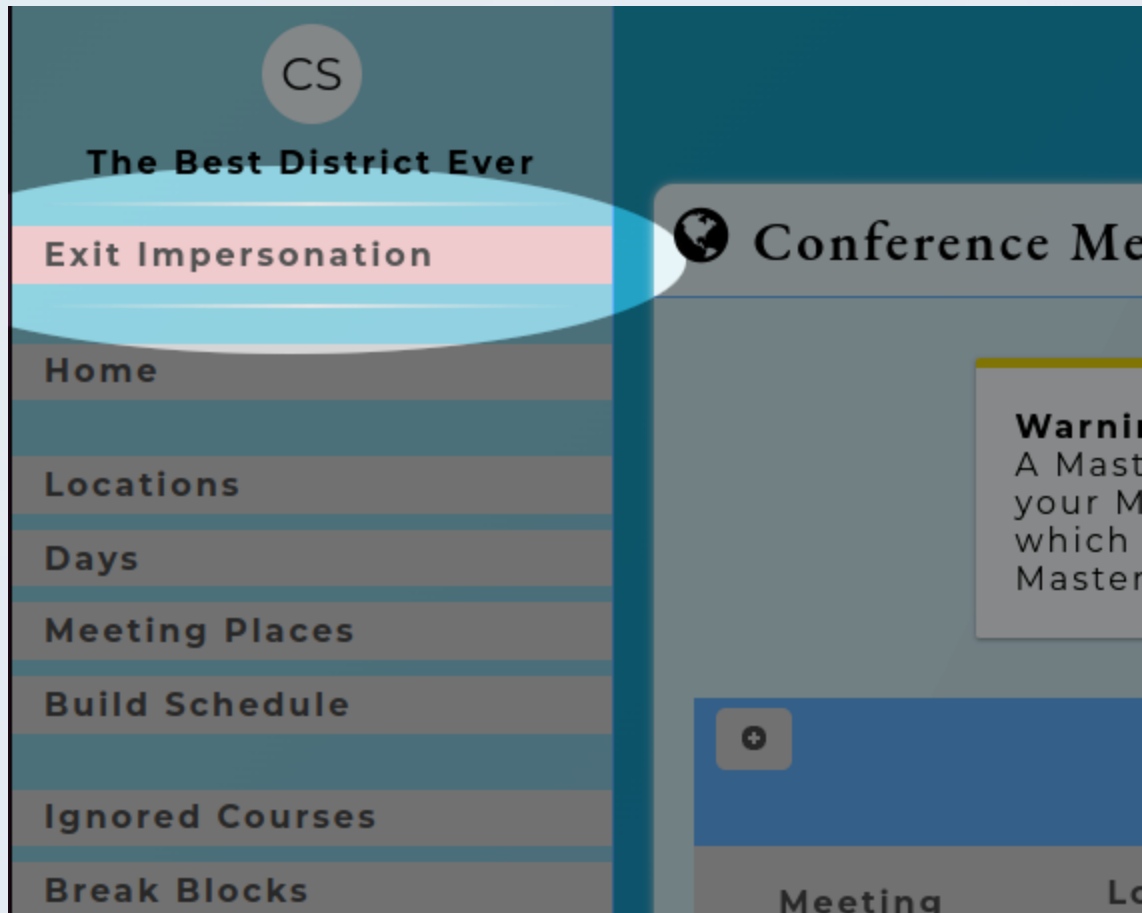 CS
The Best District Ever
Exit Impersonation
Home
Locations
Days
Meeting Places
Build Schedule
Ignored Courses
Break Blocks
Conference Me
Warnin
A Mast
your M
which
Master
Meeting
Lo